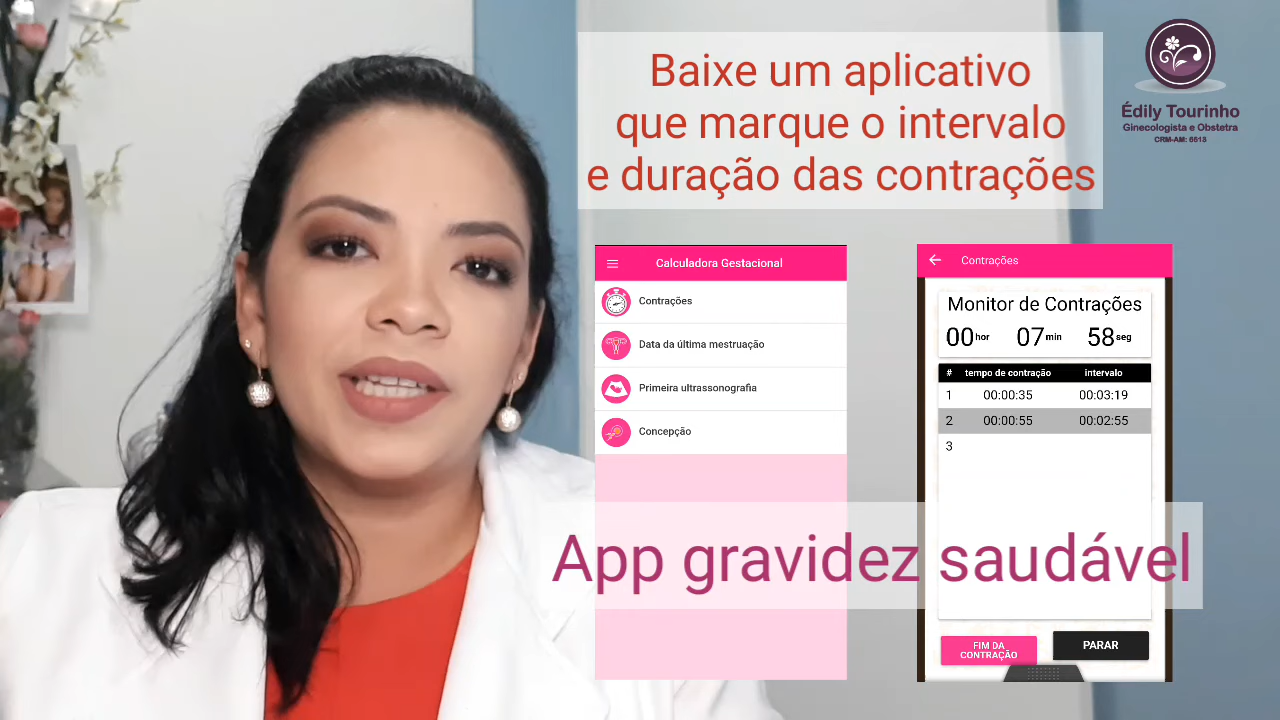 Baixe um aplicativo
que marque o intervalo
e duração das contrações
Édily Tourinho
Ginecologista e Obstetra
CRM-AM: 6613
Calculadora Gestacional
Contrações
Data da última mestruação
Primeira ultrassonografia
Concepção
Contrações
Monitor de Contrações
00 hor 07 min 58 seg
# tempo de contração intervalo
1 00:00:35 00:03:19
2 00:00:55 00:02:55
3
App gravidez saudável
FIM DA
CONTRAÇÃO
PARAR